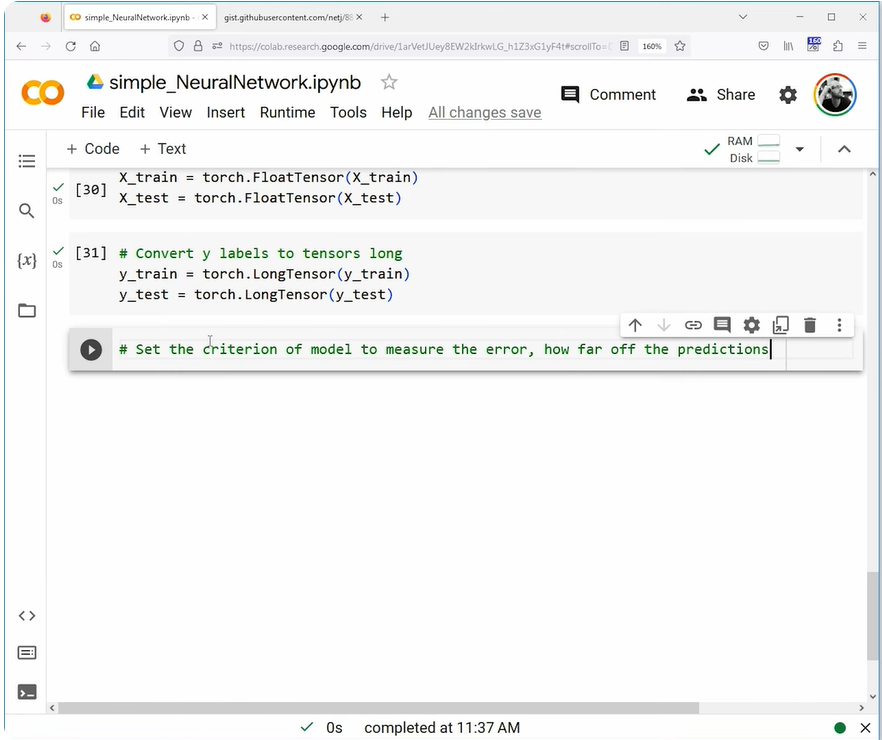 simple_NeuralNetwork.ipynb -
gist.githubusercontent.com/netj/88
https://colab.research.google.com/drive/1arVetJUey8EW2kIrkwLG_h1Z3xG1yF4t#scrollTo=
160%
160
simple_NeuralNetwork.ipynb
File Edit View Insert Runtime Tools Help All changes save
Comment
Share
+ Code + Text
RAM
Disk
[30]
0s
X_train = torch.FloatTensor(X_train)
X_test = torch.FloatTensor(X_test)
[31]
0s
# Convert y labels to tensors long
y_train = torch.LongTensor(y_train)
y_test = torch.LongTensor(y_test)
# Set the criterion of model to measure the error, how far off the predictions
{x}
0s completed at 11:37 AM